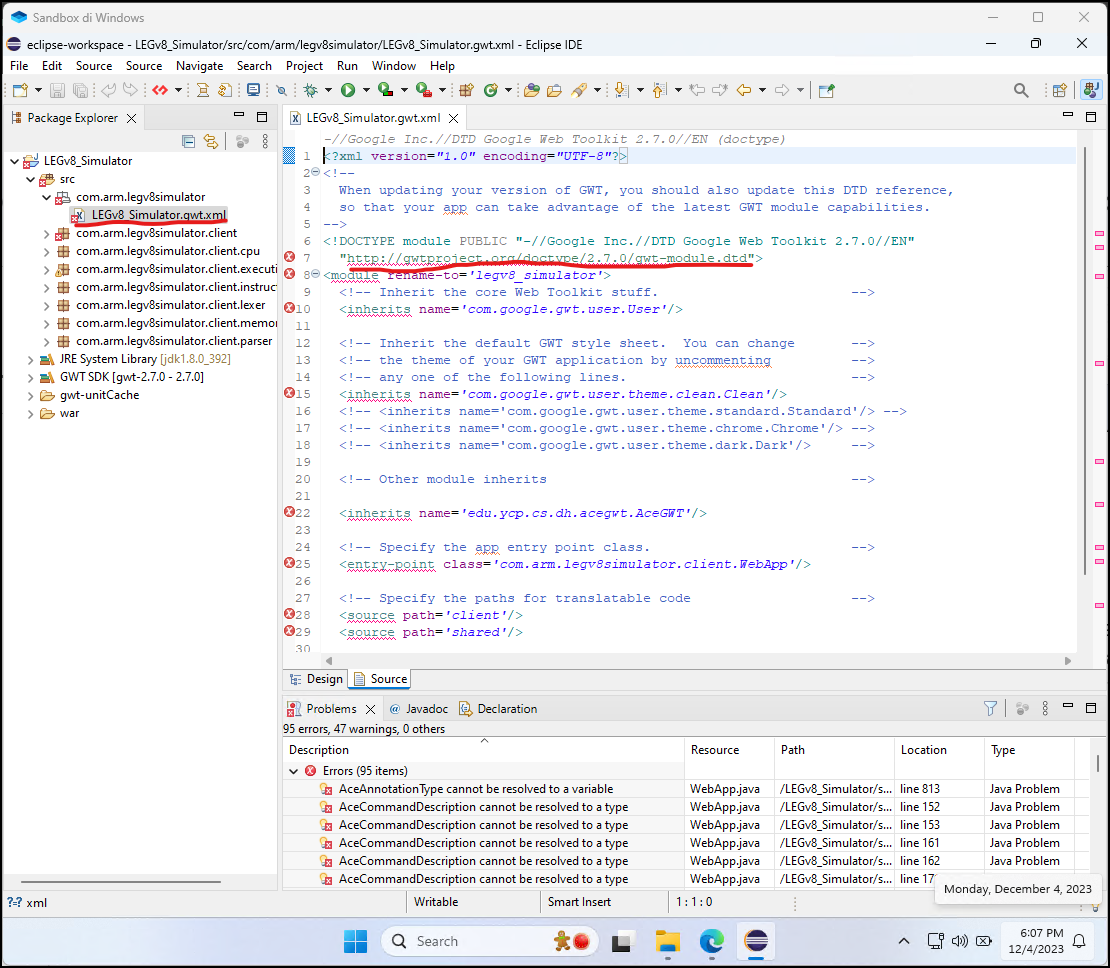 Sandbox di Windows
eclipse-workspace - LEGv8_Simulator/src/com/arm/legv8simulator/LEGv8_Simulator.gwt.xml - Eclipse IDE
File Edit Source Source Navigate Search Project Run Window Help
Package Explorer
LEGv8_Simulator
src
com.arm.legv8simulator
LEGv8_Simulator.gwt.xml
com.arm.legv8simulator.client
com.arm.legv8simulator.client.cpu
com.arm.legv8simulator.client.executi
com.arm.legv8simulator.client.instruct
com.arm.legv8simulator.client.lexer
com.arm.legv8simulator.client.memor
com.arm.legv8simulator.client.parser
JRE System Library [jdk1.8.0_392]
GWT SDK [gwt-2.7.0 - 2.7.0]
gwt-unitCache
war
LEGv8_Simulator.gwt.xml
-//Google Inc.//DTD Google Web Toolkit 2.7.0//EN (doctype)
1 <?xml version="1.0" encoding="UTF-8"?>
2 <!--
3 When updating your version of GWT, you should also update this DTD reference,
4 so that your app can take advantage of the latest GWT module capabilities.
5 -->
6 <!DOCTYPE module PUBLIC "-//Google Inc.//DTD Google Web Toolkit 2.7.0//EN"
7 "http://gwtproject.org/doctype/2.7.0/gwt-module.dtd">
8 <module rename-to='legv8_simulator'>
9 <!-- Inherit the core Web Toolkit stuff. -->
10 <inherits name='com.google.gwt.user.User'/>
11
12 <!-- Inherit the default GWT style sheet. You can change -->
13 <!-- the theme of your GWT application by uncommenting -->
14 <!-- any one of the following lines. -->
15 <inherits name='com.google.gwt.user.theme.clean.Clean'/>
16 <!-- <inherits name='com.google.gwt.user.theme.standard.Standard'/> -->
17 <!-- <inherits name='com.google.gwt.user.theme.chrome.Chrome'/> -->
18 <!-- <inherits name='com.google.gwt.user.theme.dark.Dark'/> -->
19
20 <!-- Other module inherits -->
21
22 <inherits name='edu.ycp.cs.dh.acegwt.AceGWT'/>
23
24 <!-- Specify the app entry point class. -->
25 <entry-point class='com.arm.legv8simulator.client.WebApp'/>
26
27 <!-- Specify the paths for translatable code -->
28 <source path='client'/>
29 <source path='shared'/>
30
Design Source
Problems Javadoc Declaration
95 errors, 47 warnings, 0 others
Description Resource Path Location Type
Errors (95 items)
AceAnnotationType cannot be resolved to a variable WebApp.java /LEGv8_Simulator/s... line 813 Java Problem
AceCommandDescription cannot be resolved to a type WebApp.java /LEGv8_Simulator/s... line 152 Java Problem
AceCommandDescription cannot be resolved to a type WebApp.java /LEGv8_Simulator/s... line 153 Java Problem
AceCommandDescription cannot be resolved to a type WebApp.java /LEGv8_Simulator/s... line 161 Java Problem
AceCommandDescription cannot be resolved to a type WebApp.java /LEGv8_Simulator/s... line 162 Java Problem
AceCommandDescription cannot be resolved to a type WebApp.java /LEGv8_Simulator/s... line 17
Monday, December 4, 2023
xml Writable Smart Insert 1 : 1 : 0
Search
6:07 PM
12/4/2023